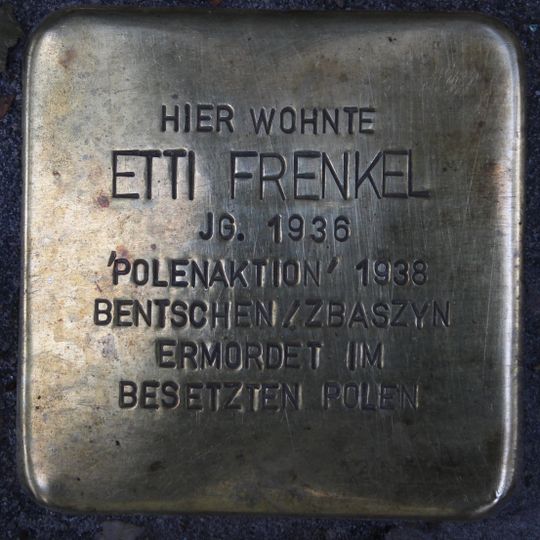 HIER WOHNTE
ETTI FRENKEL
JG. 1936
'POLENAKTION' 1938
BENTSCHEN/ZBASZYN
ERMORDET IM
BESETZTEN POLEN